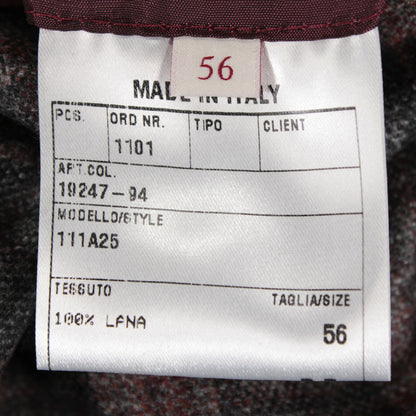 56
MADE IN ITALY
POS. ORD NR. TIPO CLIENT
1101
ART.COL.
19247-94
MODELLO/STYLE
111A25
TESSUTO TAGLIA/SIZE
100% LANA 56